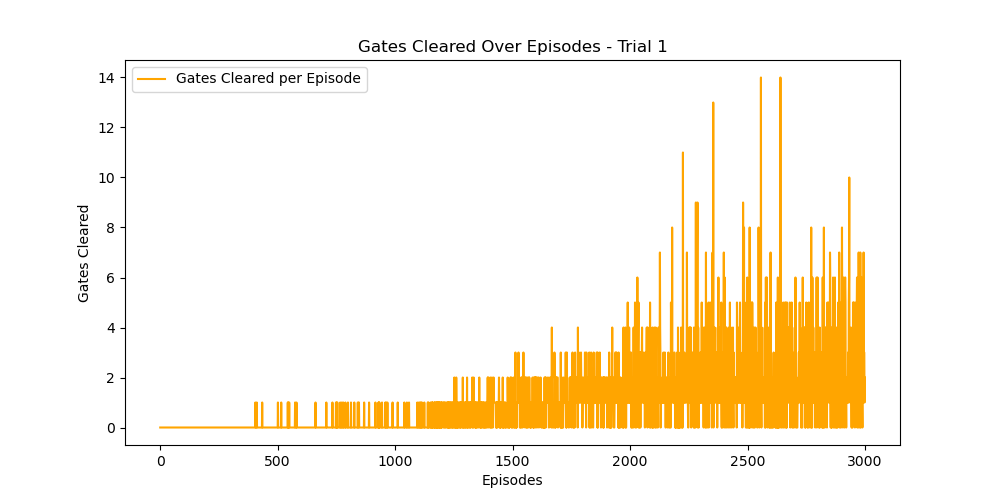 Gates Cleared Over Episodes - Trial 1
Gates Cleared per Episode
Gates Cleared
14
12
10
8
6
4
2
0
0 500 1000 1500 2000 2500 3000
Episodes